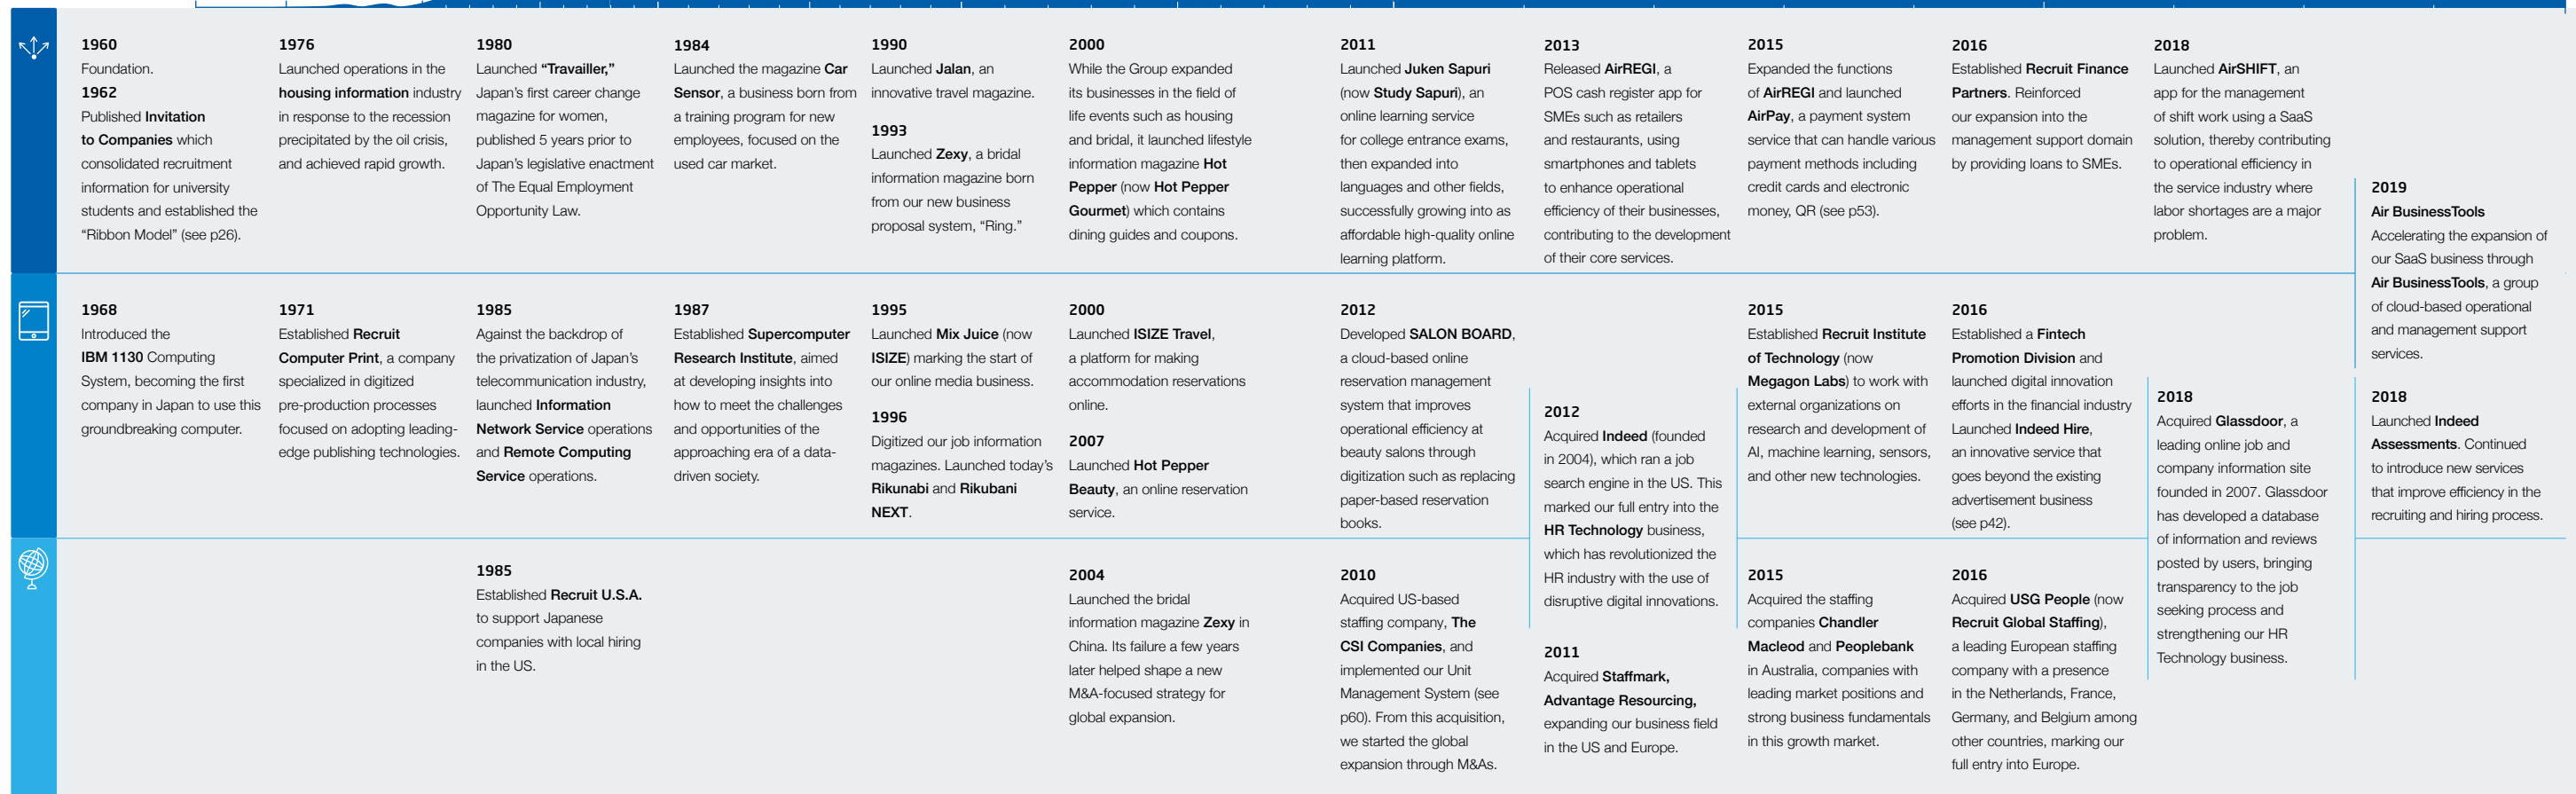 1960
Foundation.
1962
Published Invitation
to Companies which
consolidated recruitment
information for university
students and established the
“Ribbon Model” (see p26).
1976
Launched operations in the
housing information industry
in response to the recession
precipitated by the oil crisis,
and achieved rapid growth.
1980
Launched “Travailler,”
Japan’s first career change
magazine for women,
published 5 years prior to
Japan’s legislative enactment
of The Equal Employment
Opportunity Law.
1984
Launched the magazine Car
Sensor, a business born from
a training program for new
employees, focused on the
used car market.
1990
Launched Jalan, an
innovative travel magazine.
1993
Launched Zexy, a bridal
information magazine born
from our new business
proposal system, “Ring.”
2000
While the Group expanded
its businesses in the field of
life events such as housing
and bridal, it launched lifestyle
information magazine Hot
Pepper (now Hot Pepper
Gourmet) which contains
dining guides and coupons.
2011
Launched Juken Sapuri
(now Study Sapuri), an
online learning service
for college entrance exams,
then expanded into
languages and other fields,
successfully growing into as
affordable high-quality online
learning platform.
2013
Released AirREGI, a
POS cash register app for
SMEs such as retailers
and restaurants, using
smartphones and tablets
to enhance operational
efficiency of their businesses,
contributing to the development
of their core services.
2015
Expanded the functions
of AirREGI and launched
AirPay, a payment system
service that can handle various
payment methods including
credit cards and electronic
money, QR (see p53).
2016
Established Recruit Finance
Partners. Reinforced
our expansion into the
management support domain
by providing loans to SMEs.
2018
Launched AirSHIFT, an
app for the management
of shift work using a SaaS
solution, thereby contributing
to operational efficiency in
the service industry where
labor shortages are a major
problem.
2019
Air BusinessTools
Accelerating the expansion of
our SaaS business through
Air BusinessTools, a group
of cloud-based operational
and management support
services.
1968
Introduced the
IBM 1130 Computing
System, becoming the first
company in Japan to use this
groundbreaking computer.
1971
Established Recruit
Computer Print, a company
specialized in digitized
pre-production processes
focused on adopting leading-
edge publishing technologies.
1985
Against the backdrop of
the privatization of Japan’s
telecommunication industry,
launched Information
Network Service operations
and Remote Computing
Service operations.
1987
Established Supercomputer
Research Institute, aimed
at developing insights into
how to meet the challenges
and opportunities of the
approaching era of a data-
driven society.
1995
Launched Mix Juice (now
ISIZE) marking the start of
our online media business.
1996
Digitized our job information
magazines. Launched today’s
Rikunabi and Rikubani
NEXT.
2000
Launched ISIZE Travel,
a platform for making
accommodation reservations
online.
2007
Launched Hot Pepper
Beauty, an online reservation
service.
2012
Developed SALON BOARD,
a cloud-based online
reservation management
system that improves
operational efficiency at
beauty salons through
digitization such as replacing
paper-based reservation
books.
2012
Acquired Indeed (founded
in 2004), which ran a job
search engine in the US. This
marked our full entry into the
HR Technology business,
which has revolutionized the
HR industry with the use of
disruptive digital innovations.
2015
Established Recruit Institute
of Technology (now
Megagon Labs) to work with
external organizations on
research and development of
AI, machine learning, sensors,
and other new technologies.
2016
Established a Fintech
Promotion Division and
launched digital innovation
efforts in the financial industry
Launched Indeed Hire,
an innovative service that
goes beyond the existing
advertisement business
(see p42).
2018
Acquired Glassdoor, a
leading online job and
company information site
founded in 2007. Glassdoor
has developed a database
of information and reviews
posted by users, bringing
transparency to the job
seeking process and
strengthening our HR
Technology business.
2018
Launched Indeed
Assessments. Continued
to introduce new services
that improve efficiency in the
recruiting and hiring process.
1985
Established Recruit U.S.A.
to support Japanese
companies with local hiring
in the US.
2004
Launched the bridal
information magazine Zexy in
China. Its failure a few years
later helped shape a new
M&A-focused strategy for
global expansion.
2010
Acquired US-based
staffing company, The
CSI Companies, and
implemented our Unit
Management System (see
p60). From this acquisition,
we started the global
expansion through M&As.
2011
Acquired Staffmark,
Advantage Resourcing,
expanding our business field
in the US and Europe.
2015
Acquired the staffing
companies Chandler
Macleod and Peoplebank
in Australia, companies with
leading market positions and
strong business fundamentals
in this growth market.
2016
Acquired USG People (now
Recruit Global Staffing),
a leading European staffing
company with a presence
in the Netherlands, France,
Germany, and Belgium among
other countries, marking our
full entry into Europe.